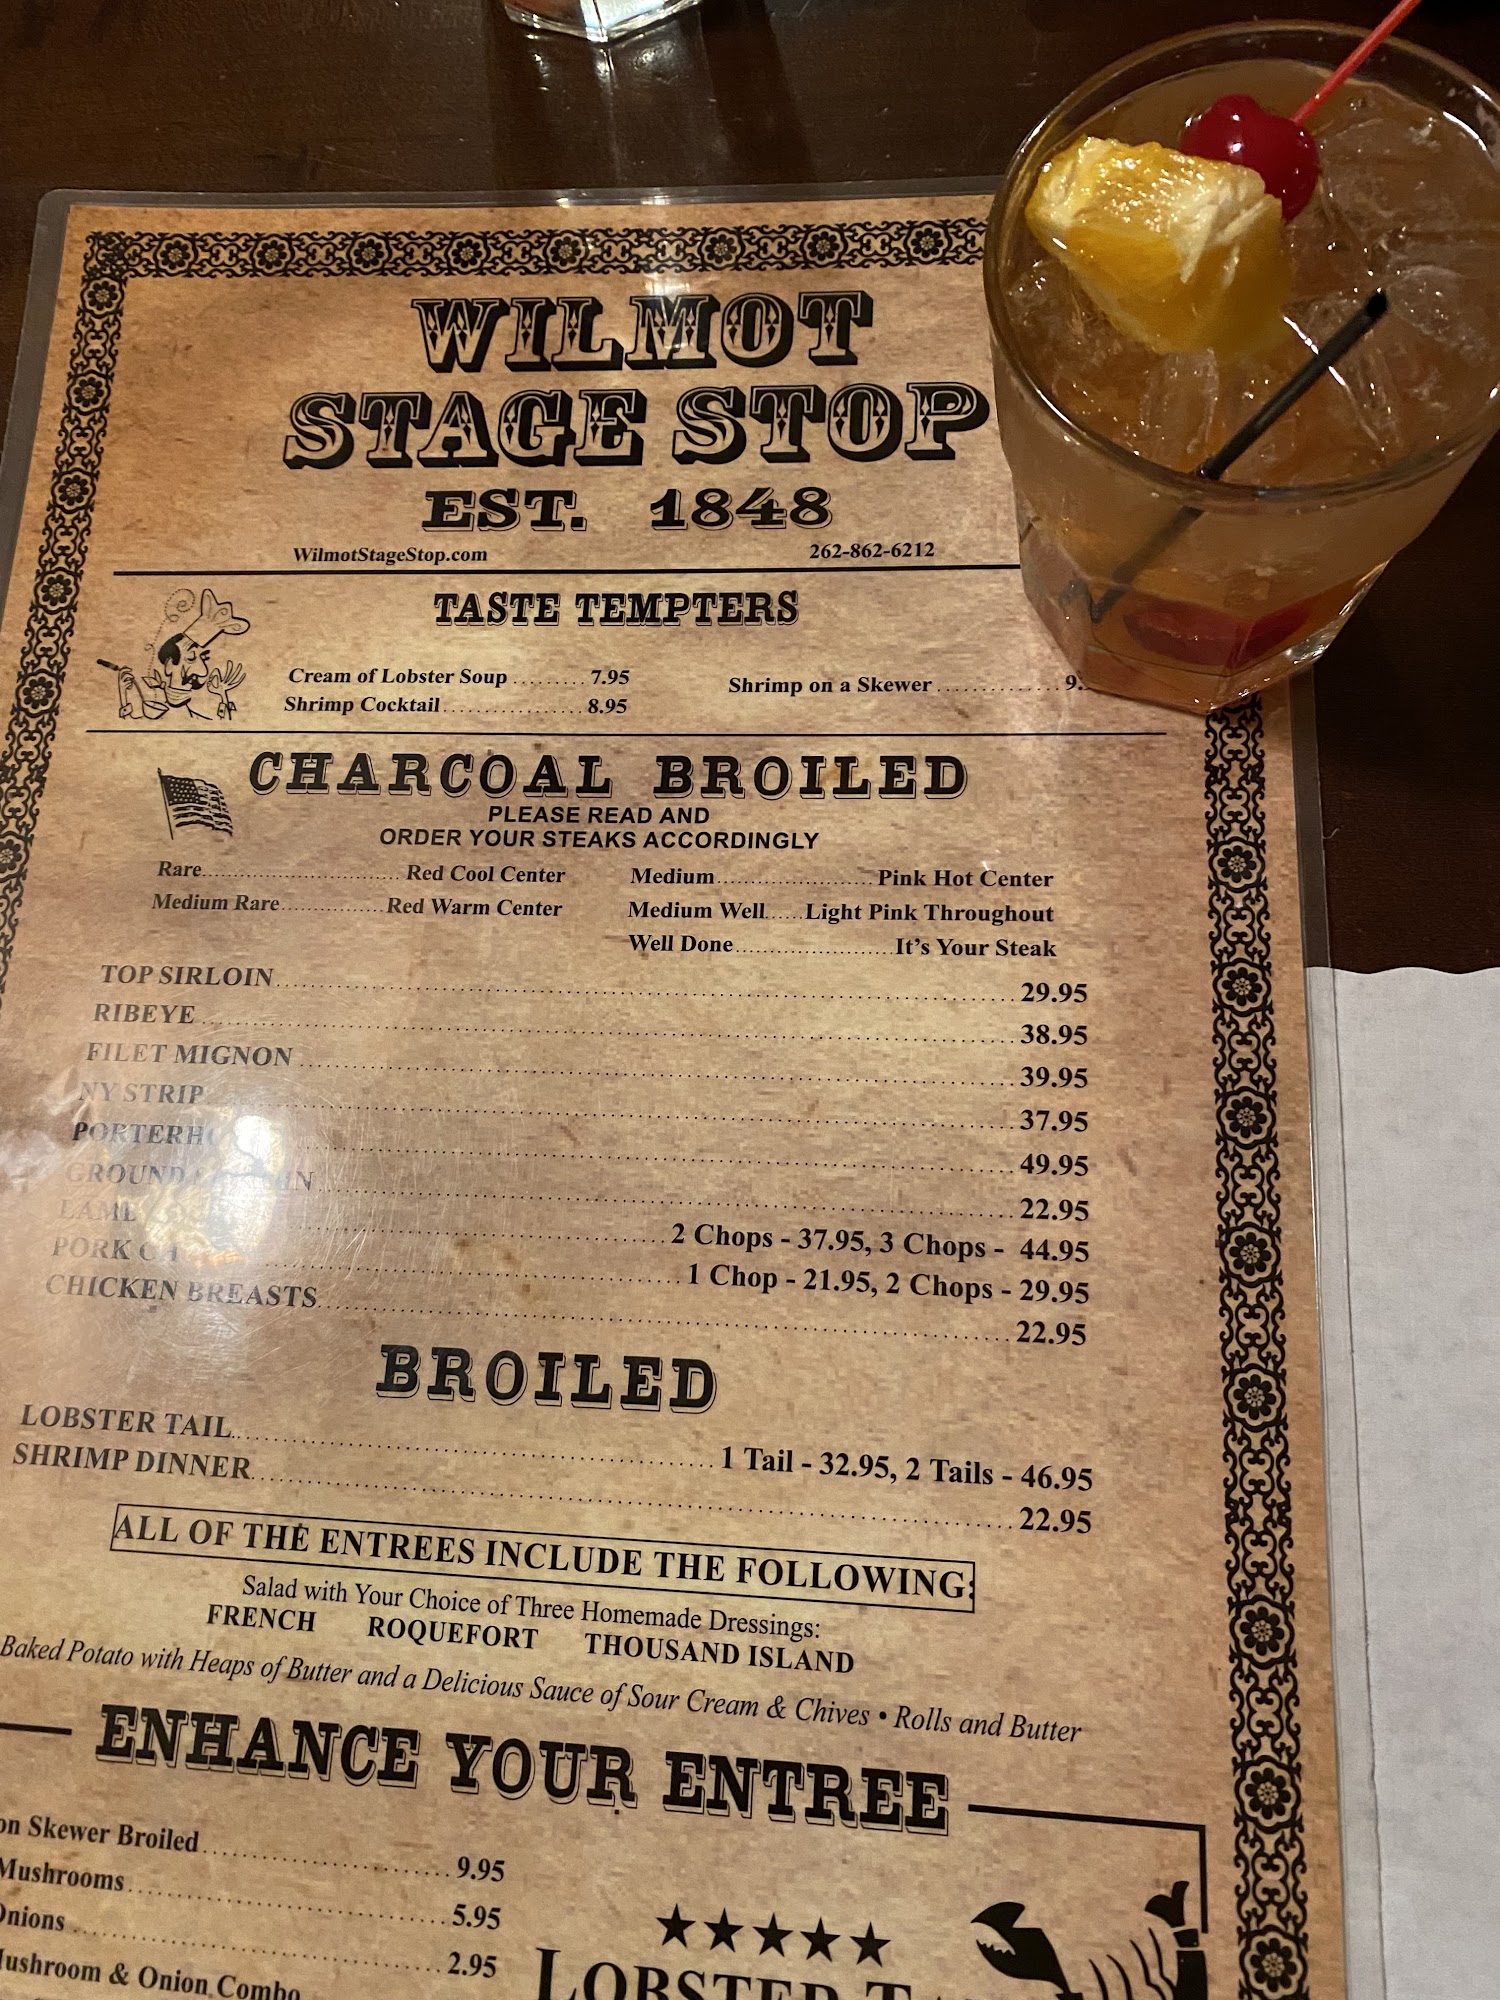 WILMOT
STAGE STOP
EST. 1848
WilmotStageStop.com 262-862-6212
TASTE TEMPTERS
Cream of Lobster Soup ......... 7.95
Shrimp Cocktail ................. 8.95
Shrimp on a Skewer ............... 9.
CHARCOAL BROILED
PLEASE READ AND
ORDER YOUR STEAKS ACCORDINGLY
Rare ........ Red Cool Center
Medium Rare ........ Red Warm Center
Medium ........ Pink Hot Center
Medium Well ...... Light Pink Throughout
Well Done ........ It's Your Steak
TOP SIRLOIN ........ 29.95
RIBEYE ........ 38.95
FILET MIGNON ........ 39.95
NY STRIP ........ 37.95
........ 49.95
GROUND ........ 22.95
........ 2 Chops - 37.95, 3 Chops - 44.95
PORK ........ 1 Chop - 21.95, 2 Chops - 29.95
CHICKEN BREASTS ........ 22.95
BROILED
LOBSTER TAIL ........ 1 Tail - 32.95, 2 Tails - 46.95
SHRIMP DINNER ........ 22.95
ALL OF THE ENTREES INCLUDE THE FOLLOWING:
Salad with Your Choice of Three Homemade Dressings:
FRENCH ROQUEFORT THOUSAND ISLAND
Baked Potato with Heaps of Butter and a Delicious Sauce of Sour Cream & Chives • Rolls and Butter
ENHANCE YOUR ENTREE
on Skewer Broiled ........ 9.95
Mushrooms ........ 5.95
Onions ........ 2.95
Mushroom & Onion Combo
LOBSTER